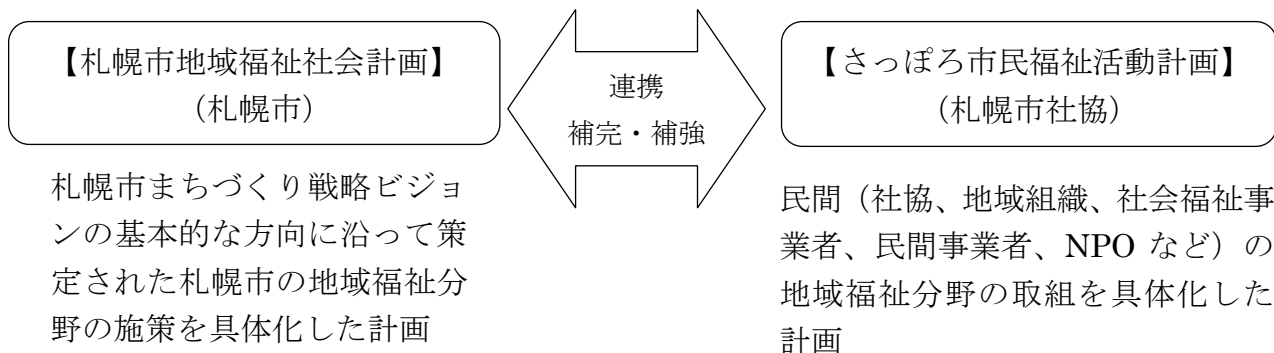 【札幌市地域福祉社会計画】
（札幌市）
連携
補完・補強
【さっぽろ市民福祉活動計画】
（札幌市社協）
札幌市まちづくり戦略ビジョ
ンの基本的な方向に沿って策
定された札幌市の地域福祉分
野の施策を具体化した計画
民間（社協、地域組織、社会福祉事
業者、民間事業者、NPO など）の
地域福祉分野の取組を具体化した
計画